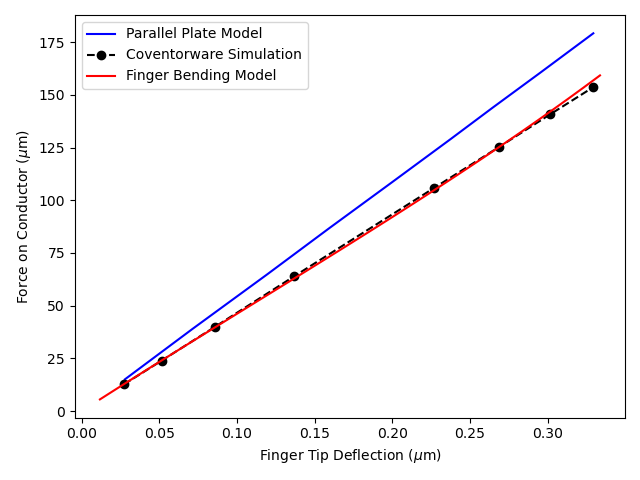 Parallel Plate Model
Coventorware Simulation
Finger Bending Model
Force on Conductor (μm)
175
150
125
100
75
50
25
0
0.00 0.05 0.10 0.15 0.20 0.25 0.30
Finger Tip Deflection (μm)